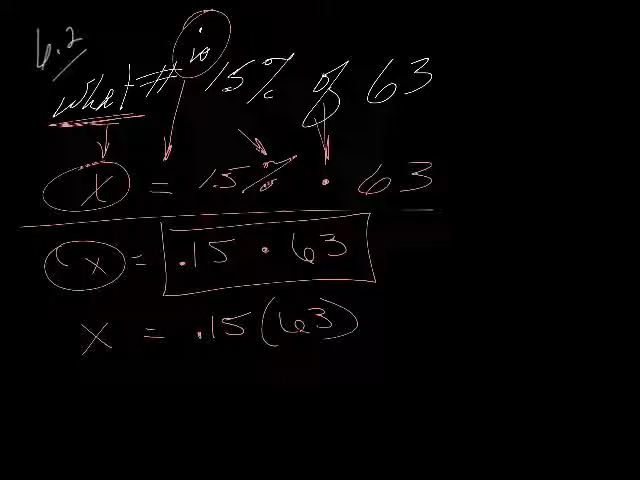 6.2
What # is 15% of 63
x = 15% · 63
x = .15 · 63
x = .15(63)